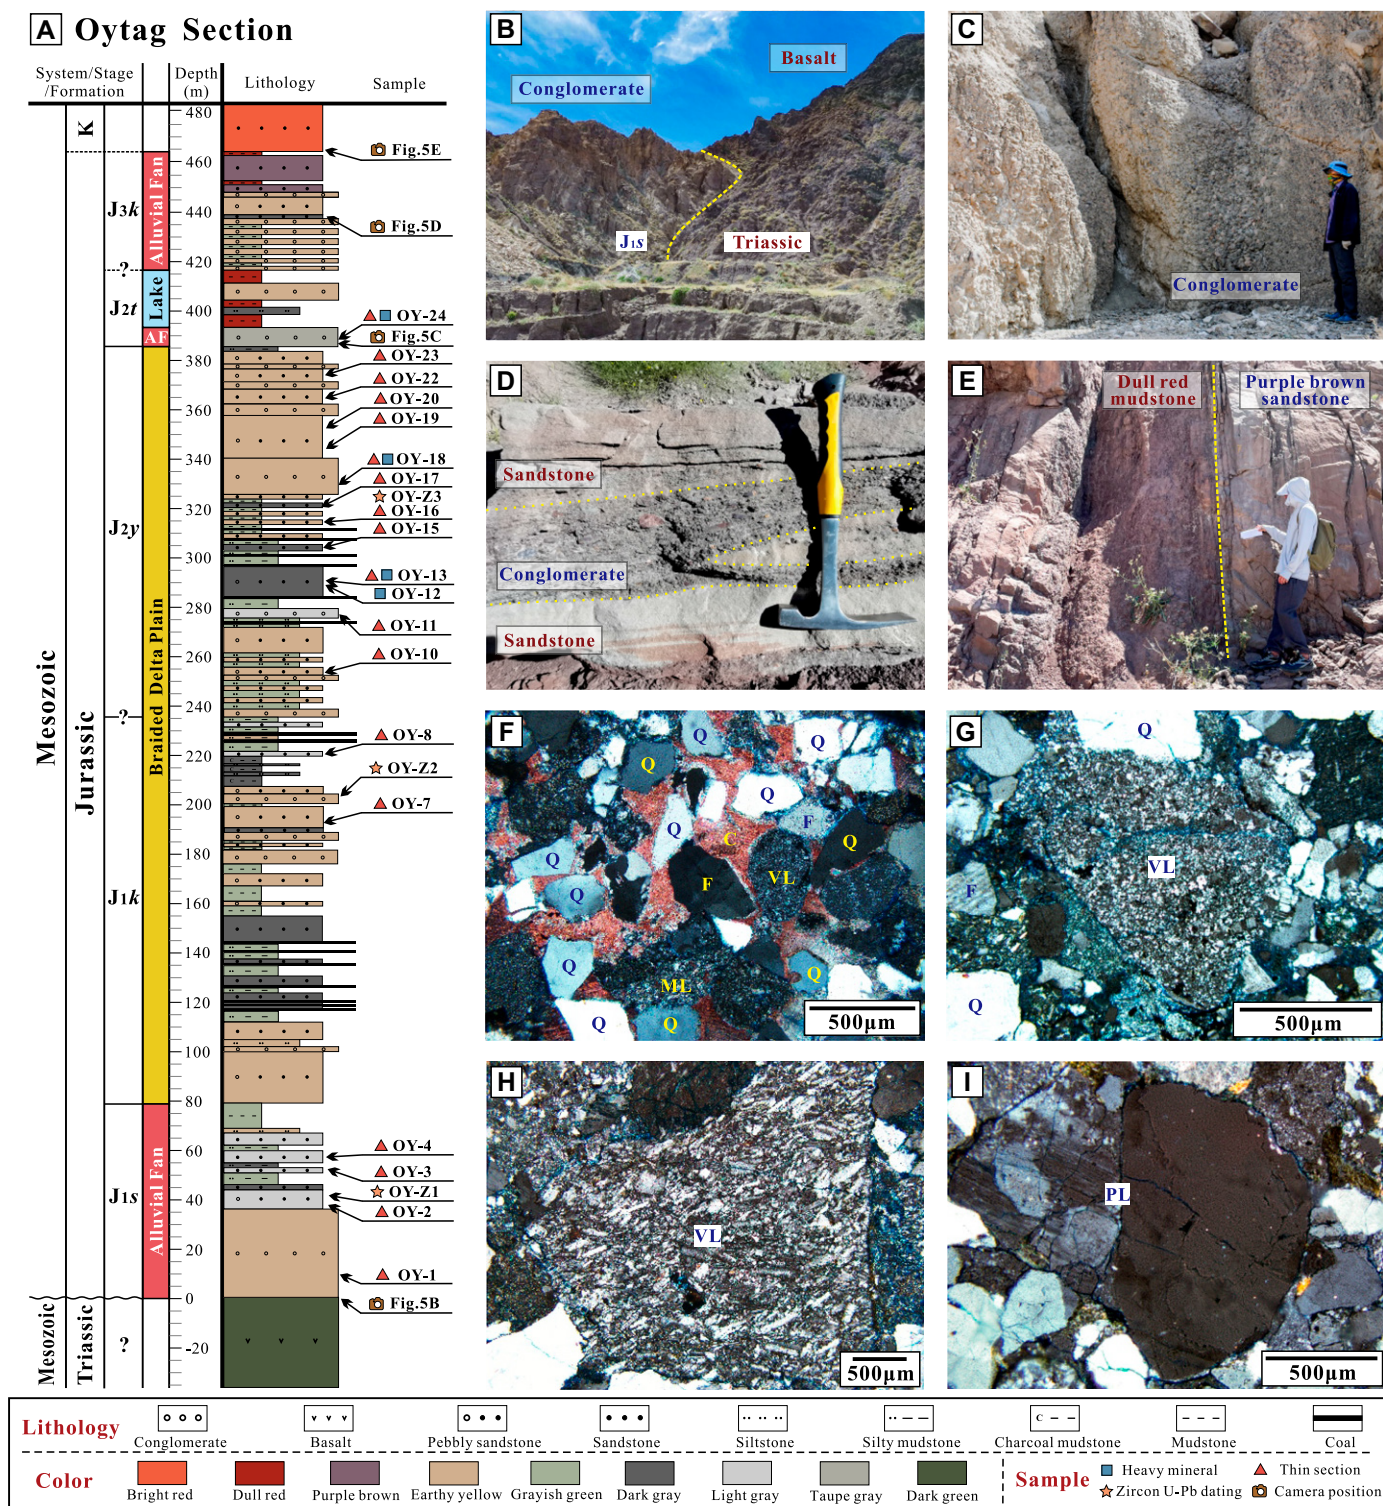 A Oytag Section
System/Stage
/Formation
Depth
(m)
Lithology
Sample
Mesozoic
Mesozoic
Jurassic
Triassic
K
J3k
?
J2t
J2y
?
J1k
J1s
?
Alluvial Fan
Lake
AF
Braided Delta Plain
Alluvial Fan
480
460
440
420
400
380
360
340
320
300
280
260
240
220
200
180
160
140
120
100
80
60
40
20
0
-20
Fig.5E
Fig.5D
OY-24
Fig.5C
OY-23
OY-22
OY-20
OY-19
OY-18
OY-17
OY-Z3
OY-16
OY-15
OY-13
OY-12
OY-11
OY-10
OY-8
OY-Z2
OY-7
OY-4
OY-3
OY-Z1
OY-2
OY-1
Fig.5B
B
Basalt
Conglomerate
J1s
Triassic
C
Conglomerate
D
Sandstone
Conglomerate
Sandstone
E
Dull red
mudstone
Purple brown
sandstone
F
Q
Q
Q
Q
Q
F
C
Q
Q
F
VL
Q
Q
Q
ML
Q
Q
Q
500μm
G
Q
VL
F
Q
500μm
H
VL
500μm
I
PL
500μm
Lithology
Conglomerate
Basalt
Pebbly sandstone
Sandstone
Siltstone
Silty mudstone
C
Charcoal mudstone
Mudstone
Coal
Color
Bright red
Dull red
Purple brown
Earthy yellow
Grayish green
Dark gray
Light gray
Taupe gray
Dark green
Sample
Heavy mineral
Thin section
Zircon U-Pb dating
Camera position